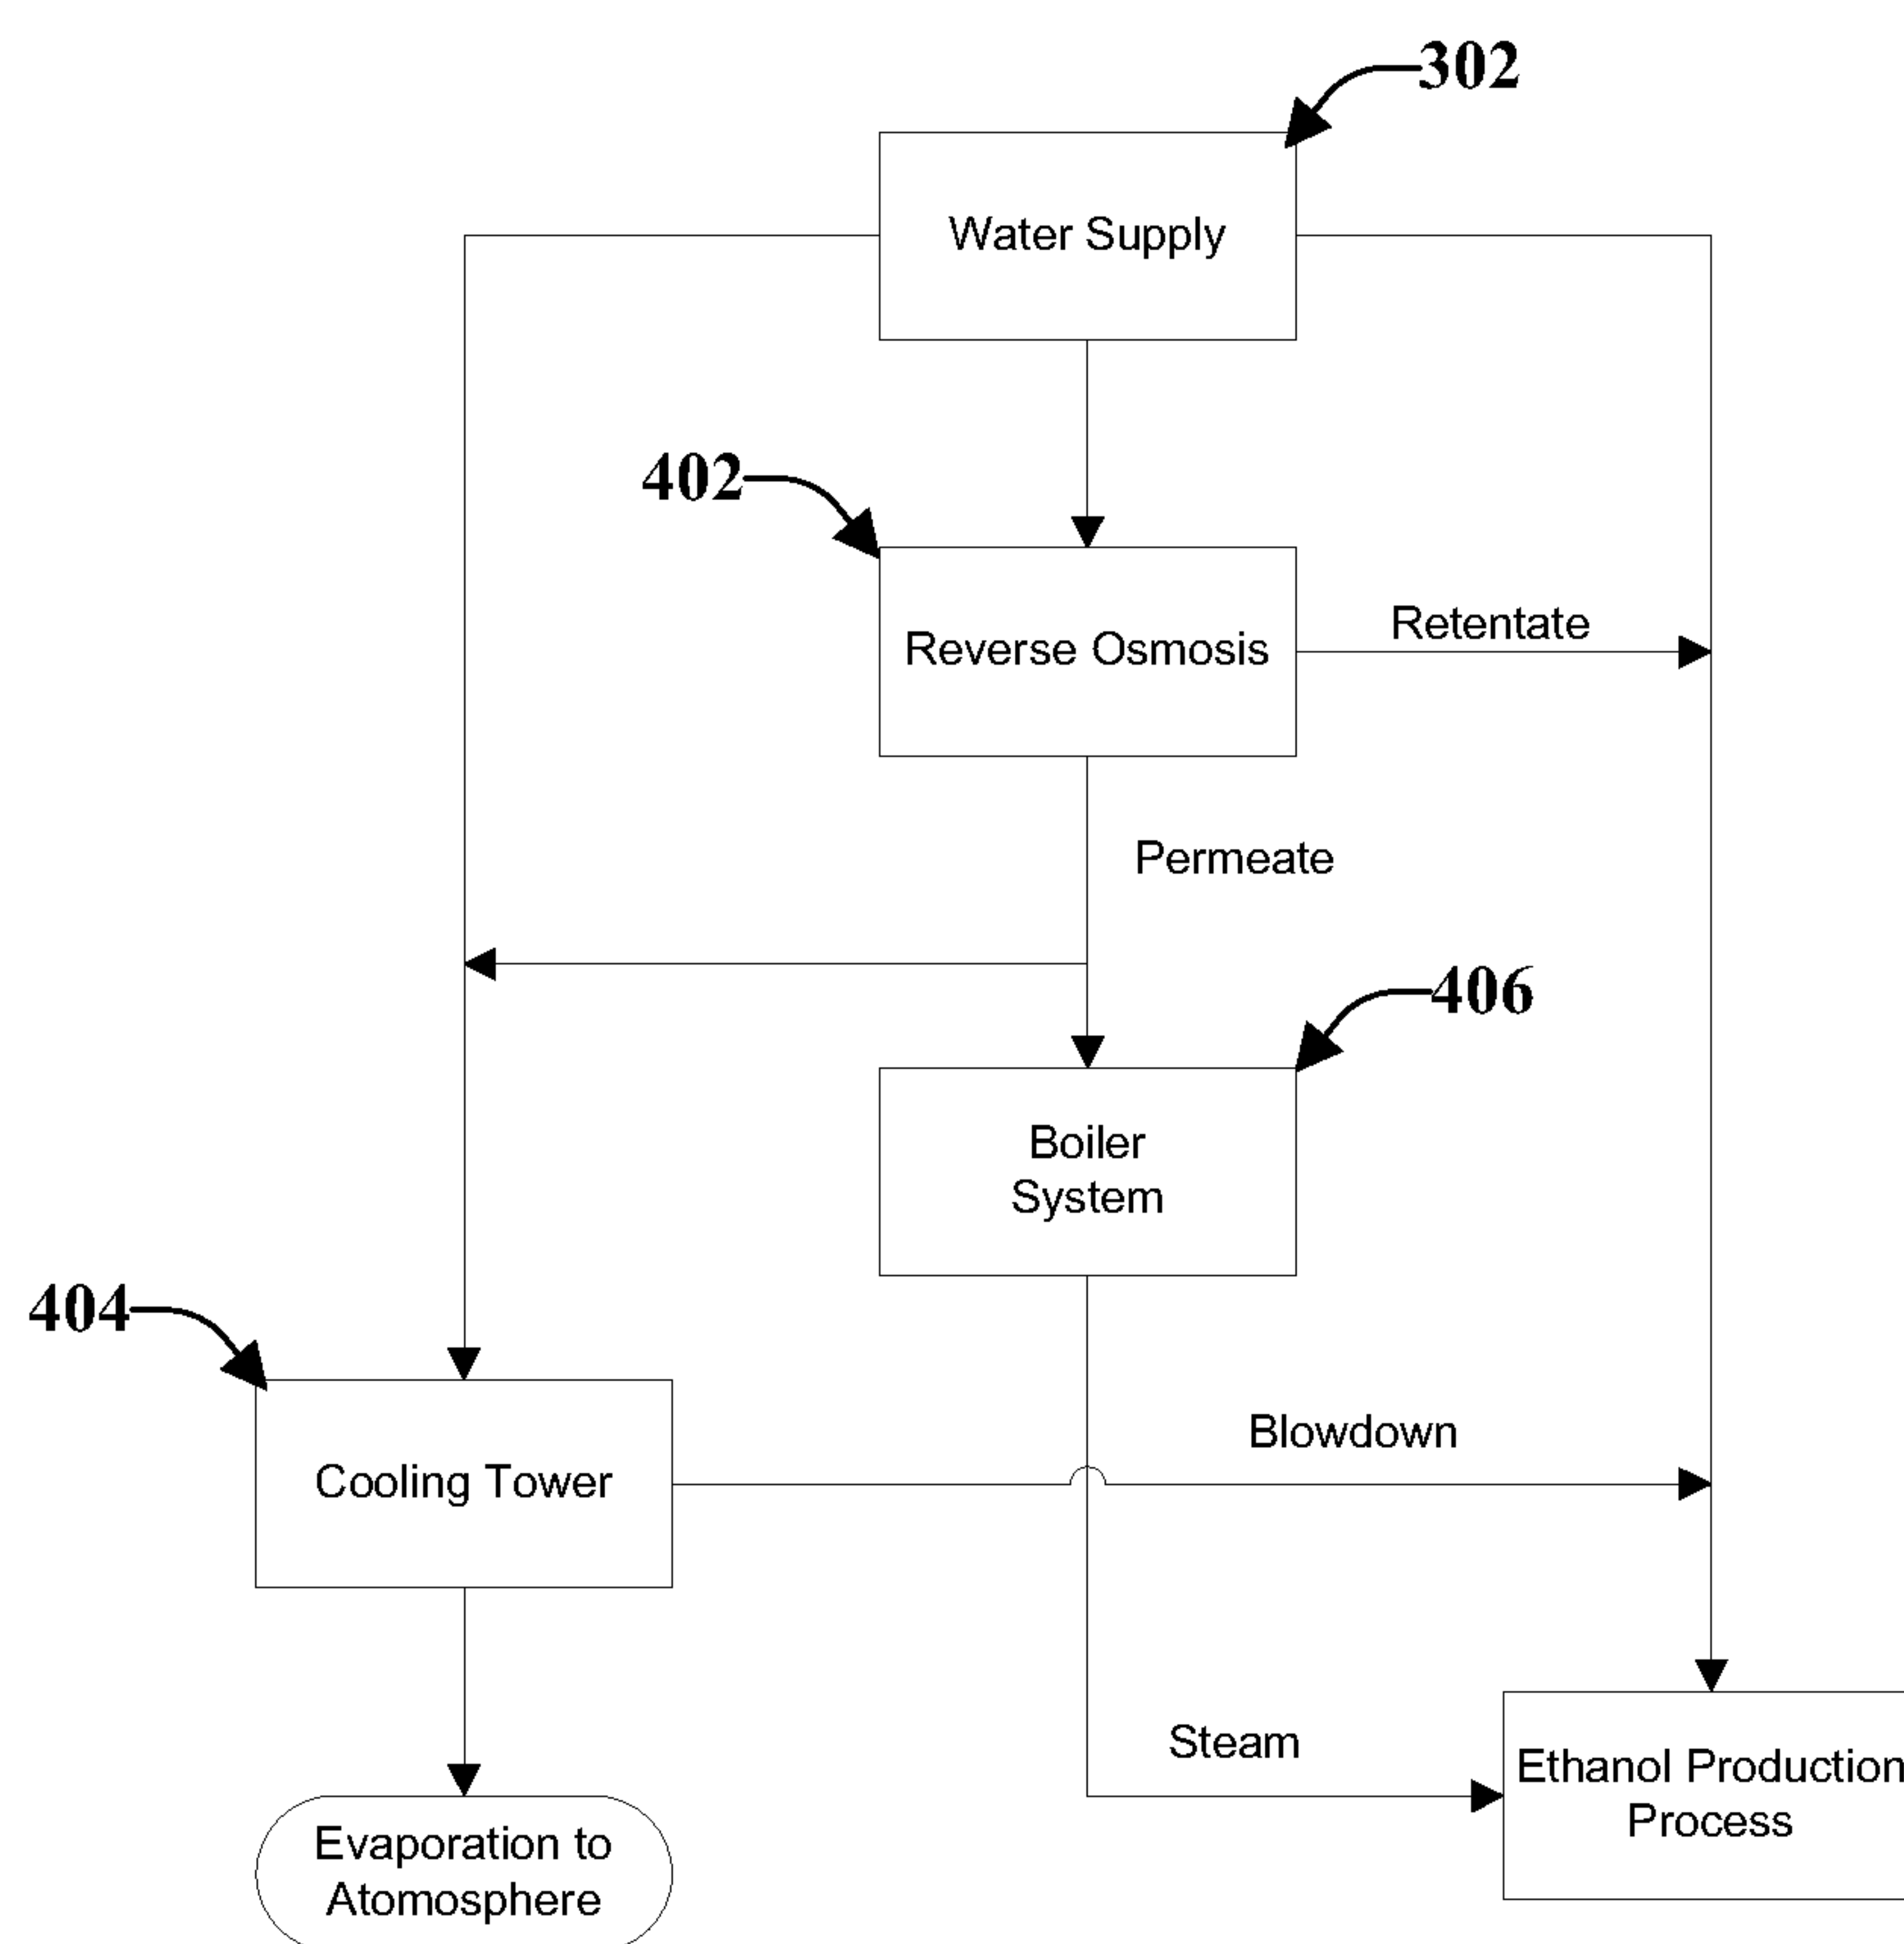 302
Water Supply
402
Reverse Osmosis
Retentate
Permeate
406
Boiler
System
404
Cooling Tower
Blowdown
Steam
Ethanol Production
Process
Evaporation to
Atomosphere